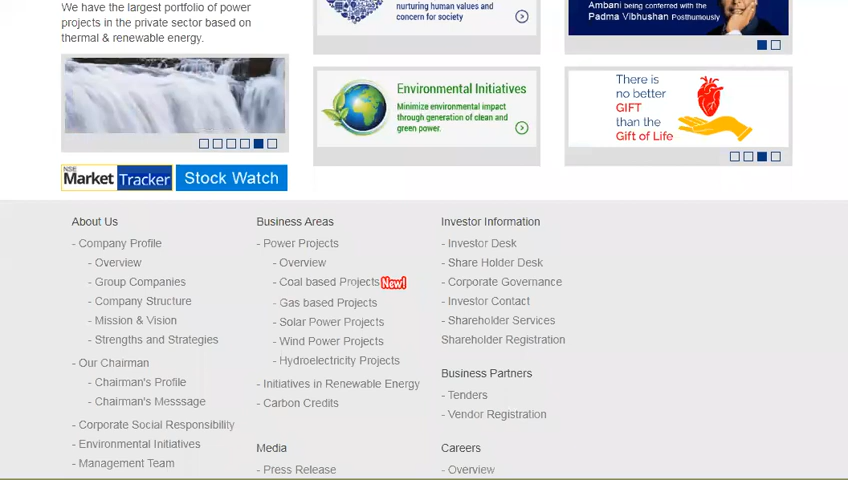 We have the largest portfolio of power
projects in the private sector based on
thermal & renewable energy.
nurturing human values and
concern for society
Ambani being conferred with the
Padma Vibhushan Posthumously
Environmental Initiatives
Minimize environmental impact
through generation of clean and
green power.
There is
no better
GIFT
than the
Gift of Life
NSE
Market Tracker
Stock Watch
About Us
- Company Profile
- Overview
- Group Companies
- Company Structure
- Mission & Vision
- Strengths and Strategies
- Our Chairman
- Chairman's Profile
- Chairman's Messsage
- Corporate Social Responsibility
- Environmental Initiatives
- Management Team
Business Areas
- Power Projects
- Overview
- Coal based Projects New!
- Gas based Projects
- Solar Power Projects
- Wind Power Projects
- Hydroelectricity Projects
- Initiatives in Renewable Energy
- Carbon Credits
Media
- Press Release
Investor Information
- Investor Desk
- Share Holder Desk
- Corporate Governance
- Investor Contact
- Shareholder Services
Shareholder Registration
Business Partners
- Tenders
- Vendor Registration
Careers
- Overview